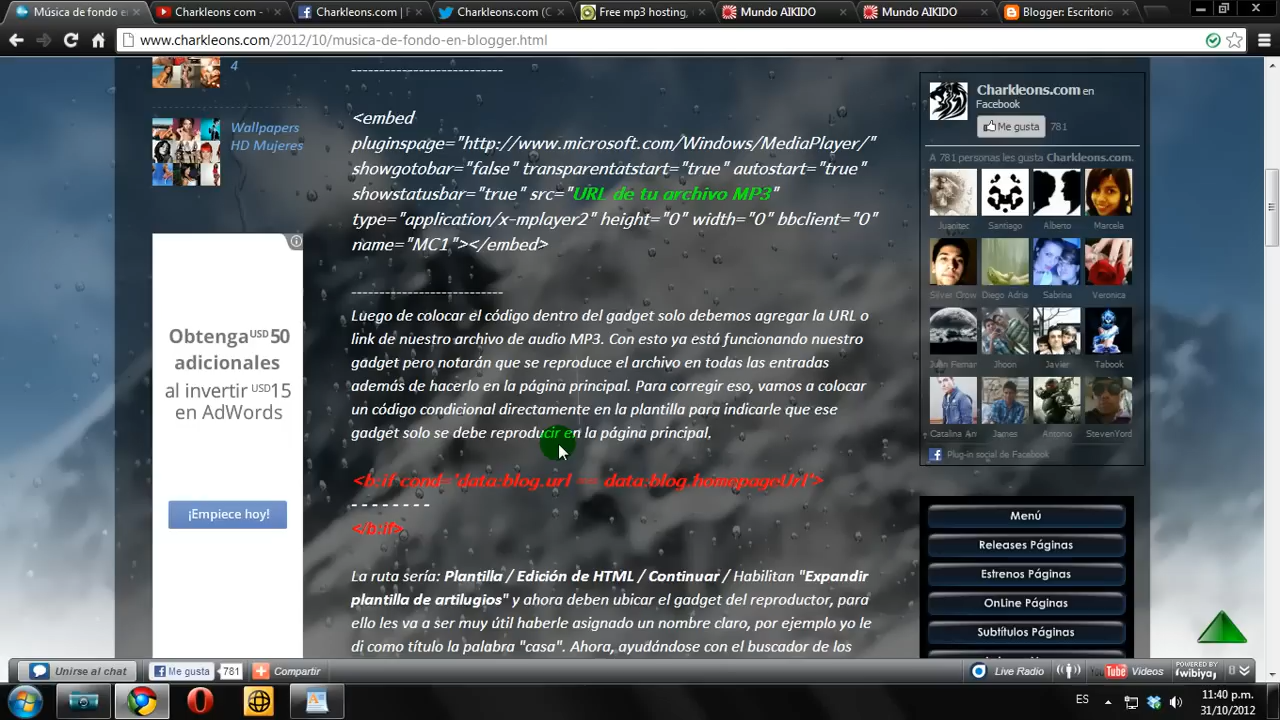 Música de fondo e
Charkleons.com -
Charkleons.com | F
Charkleons.com (C
Free mp3 hosting,
Mundo AIKIDO
Mundo AIKIDO
Blogger: Escritorio
www.charkleons.com/2012/10/musica-de-fondo-en-blogger.html
4
Wallpapers
HD Mujeres
Obtenga USD 50
adicionales
al invertir USD 15
en AdWords
¡Empiece hoy!
------------------------------
<embed
pluginspage="http://www.microsoft.com/Windows/MediaPlayer/"
showgotobar="false" transparentatstart="true" autostart="true"
showstatusbar="true" src="URL de tu archivo MP3"
type="application/x-mplayer2" height="0" width="0" bbclient="0"
name="MC1"></embed>
------------------------------
Luego de colocar el código dentro del gadget solo debemos agregar la URL o
link de nuestro archivo de audio MP3. Con esto ya está funcionando nuestro
gadget pero notarán que se reproduce el archivo en todas las entradas
además de hacerlo en la página principal. Para corregir eso, vamos a colocar
un código condicional directamente en la plantilla para indicarle que ese
gadget solo se debe reproducir en la página principal,
<b:if cond='data:blog.url == data:blog.homepageUrl'>
- - - - - - - -
</b:if>
La ruta sería: Plantilla / Edición de HTML / Continuar / Habilitan "Expandir
plantilla de artilugios" y ahora deben ubicar el gadget del reproductor, para
ello les va a ser muy útil haberle asignado un nombre claro, por ejemplo yo le
di como título la palabra "casa". Ahora, ayudándose con el buscador de los
Charkleons.com en
Facebook
Me gusta 781
A 781 personas les gusta Charkleons.com.
Juanitec Santiago Alberto Marcela
Silver Crow Diego Adria Sabrina Veronica
Juan Fernar Jhoon Javier Tabook
Catalina An James Antonio StevenYord
Plug-in social de Facebook
Menú
Releases Páginas
Estrenos Páginas
OnLine Páginas
Subtítulos Páginas
Unirse al chat
Me gusta 781
Compartir
Live Radio
YouTube Videos
POWERED BY
wibiya
ES
11:40 p.m.
31/10/2012